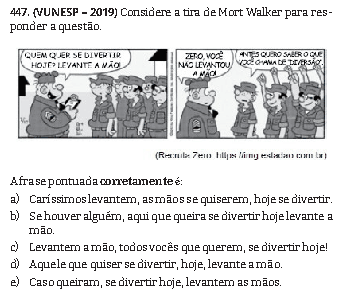 447. (VUNESP – 2019) Considere a tira de Mort Walker para res-
ponder a questão.
QUEM QUER SE DIVERTIR
HOJE? LEVANTE A MÃO!
ZERO, VOCÊ
NÃO LEVANTOU
A MÃO!
ANTES QUERO SABER O QUE
VOCÊ CHAMA DE "DIVERSÃO".
(Recruta Zero. https://img.estadao.com.br)
A frase pontuada corretamente é:
a) Caríssimos levantem, as mãos se quiserem, hoje se divertir.
b) Se houver alguém, aqui que queira se divertir hoje levante a
mão.
c) Levantem a mão, todos vocês que querem, se divertir hoje!
d) Aquele que quiser se divertir, hoje, levante a mão.
e) Caso queiram, se divertir hoje, levantem as mãos.